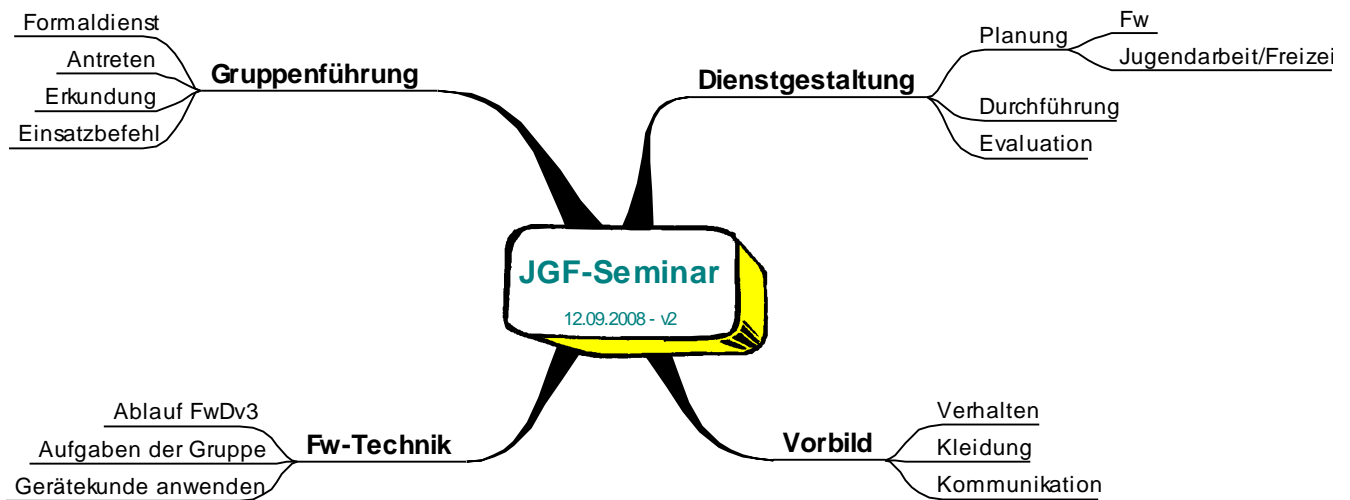 Formaldienst
Antreten
Erkundung
Einsatzbefehl
Gruppenführung
Dienstgestaltung
Planung
Fw
Jugendarbeit/Freizei
Durchführung
Evaluation
JGF-Seminar
12.09.2008 - v2
Ablauf FwDv3
Aufgaben der Gruppe
Gerätekunde anwenden
Fw-Technik
Vorbild
Verhalten
Kleidung
Kommunikation